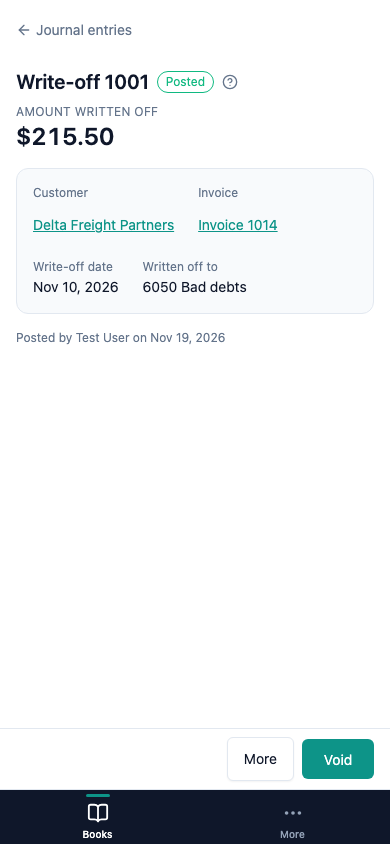 Journal entries
Write-off 1001 Posted
AMOUNT WRITTEN OFF
$215.50
Customer Invoice
Delta Freight Partners Invoice 1014
Write-off date Written off to
Nov 10, 2026 6050 Bad debts
Posted by Test User on Nov 19, 2026
More Void
Books More